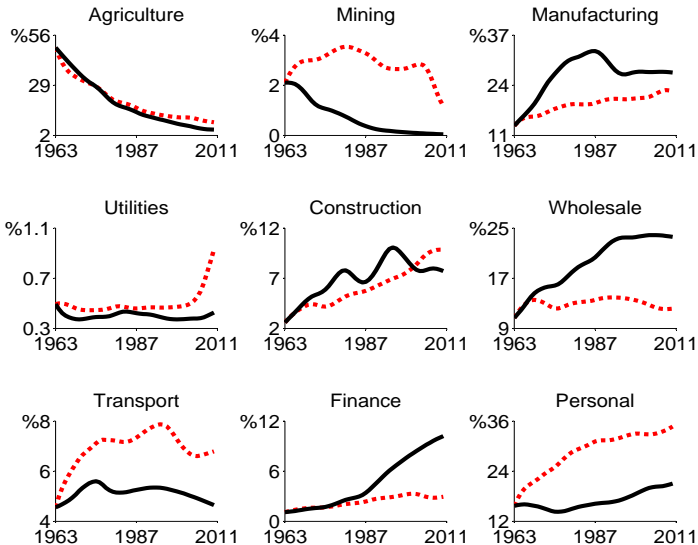 Agriculture
%56
29
2
1963 1987 2011
Mining
%4
2
0
1963 1987 2011
Manufacturing
%37
24
11
1963 1987 2011
Utilities
%1.1
0.7
0.3
1963 1987 2011
Construction
%12
7
2
1963 1987 2011
Wholesale
%25
17
9
1963 1987 2011
Transport
%8
6
4
1963 1987 2011
Finance
%12
6
0
1963 1987 2011
Personal
%36
24
12
1963 1987 2011